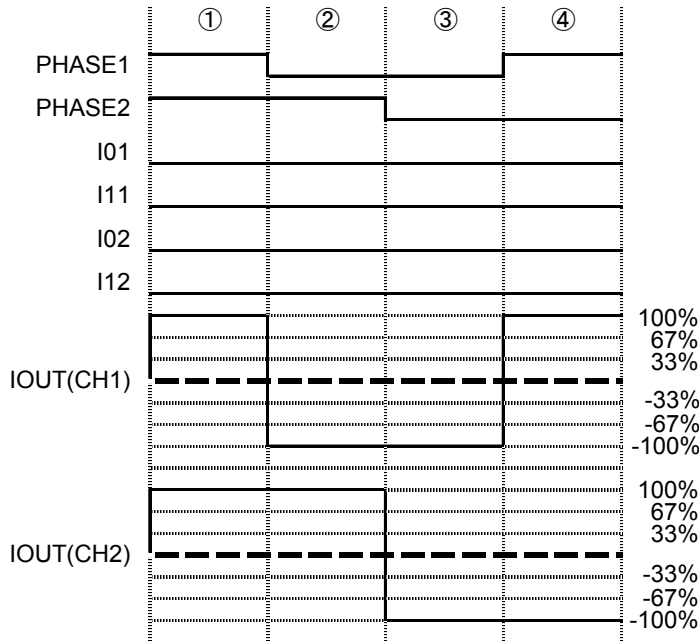 ① ② ③ ④
PHASE1
PHASE2
I01
I11
I02
I12
100%
67%
33%
IOUT(CH1)
-33%
-67%
-100%
100%
67%
33%
IOUT(CH2)
-33%
-67%
-100%